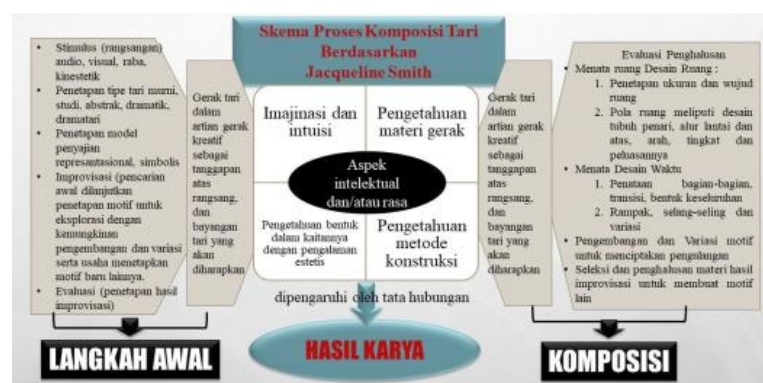 Skema Proses Komposisi Tari
Berdasarkan
Jacqueline Smith
• Stimulus (rangsangan)
audio, visual, raba,
kinestetik
• Penetapan tipe tari murni,
studi, abstrak, dramatik,
dramatari
• Penetapan model
penyajian
represantasional, simbolis
• Improvisasi (pencarian
awal dilanjutkan
penetapan motif untuk
eksplorasi dengan
kemungkinan
pengembangan dan variasi
serta usaha menetapkan
motif baru lainnya.
• Evaluasi (penetapan hasil
improvisasi)
Gerak tari
dalam
artian gerak
kreatif
sebagai
tanggapan
atas
rangsang,
dan
bayangan
tari yang
akan
diharapkan
Imajinasi dan
intuisi
Pengetahuan
materi gerak
Aspek
intelektual
dan/atau rasa
Pengetahuan bentuk
dalam kaitannya
dengan pengalaman
estetis
Pengetahuan
metode
konstruksi
Gerak tari
dalam
artian gerak
kreatif
sebagai
tanggapan
atas
rangsang,
dan
bayangan
tari yang
akan
diharapkan
Evaluasi Penghalusan
• Menata ruang Desain Ruang :
1. Penetapan ukuran dan wujud
ruang
2. Pola ruang meliputi desain
tubuh penari, alur lantai dan
atas, arah, tingkat dan
peluasannya
• Menata Desain Waktu
1. Penataan bagian-bagian,
transisi, bentuk keseluruhan
2. Rampak, selang-seling dan
variasi
• Pengembangan dan Variasi motif
untuk menciptakan pengulangan
• Seleksi dan penghalusan materi hasil
improvisasi untuk membuat motif
lain
dipengaruhi oleh tata hubungan
LANGKAH AWAL
HASIL KARYA
KOMPOSISI